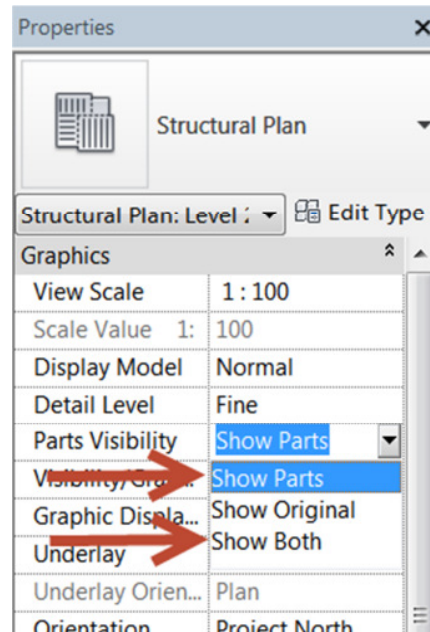 Properties
Structural Plan
Structural Plan: Level Edit Type
Graphics
View Scale 1 : 100
Scale Value 1: 100
Display Model Normal
Detail Level Fine
Parts Visibility Show Parts
Show Parts
Graphic Displa... Show Original
Underlay Show Both
Underlay Orien... Plan
Orientation Project North